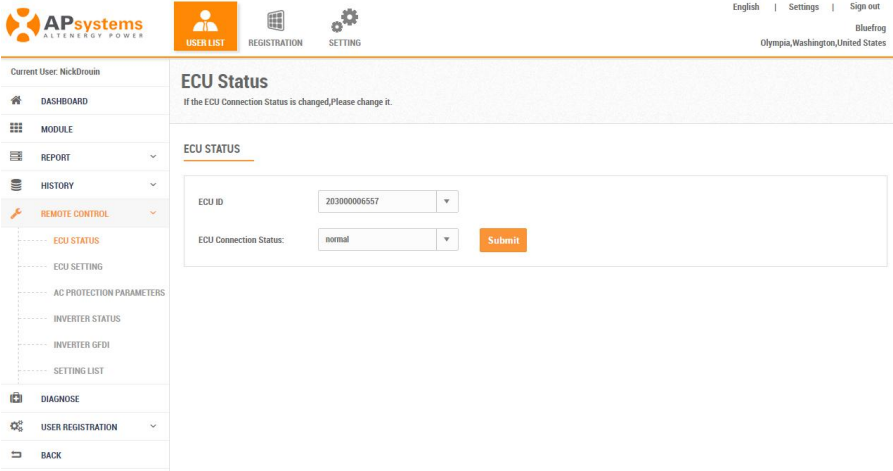 English | Settings | Sign out
APsystems
ALTENERGY POWER
USER LIST
REGISTRATION
SETTING
Bluefrog
Olympia,Washington,United States
Current User: NickDrouin
DASHBOARD
MODULE
REPORT
HISTORY
REMOTE CONTROL
ECU STATUS
ECU SETTING
AC PROTECTION PARAMETERS
INVERTER STATUS
INVERTER GFDI
SETTING LIST
DIAGNOSE
USER REGISTRATION
BACK
ECU Status
If the ECU Connection Status is changed,Please change it.
ECU STATUS
ECU ID 203000006557
ECU Connection Status: normal Submit